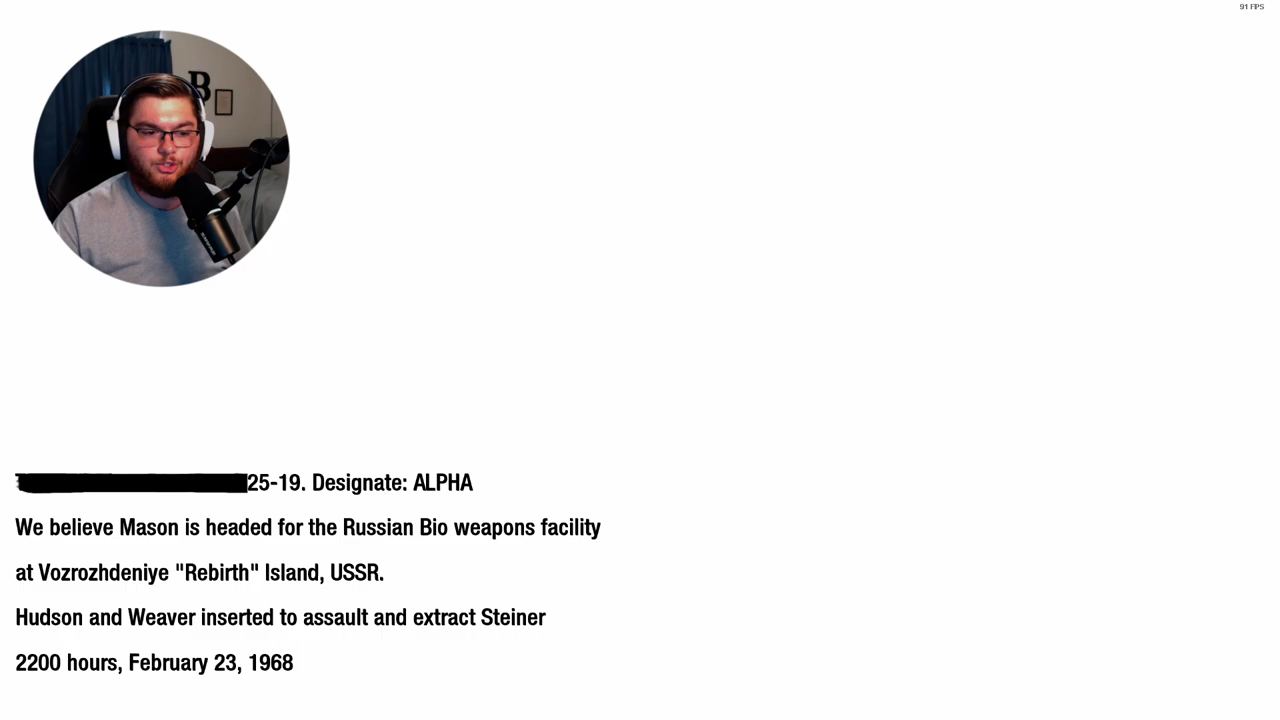 91 FPS
B
25-19. Designate: ALPHA
We believe Mason is headed for the Russian Bio weapons facility
at Vozrozhdeniye "Rebirth" Island, USSR.
Hudson and Weaver inserted to assault and extract Steiner
2200 hours, February 23, 1968